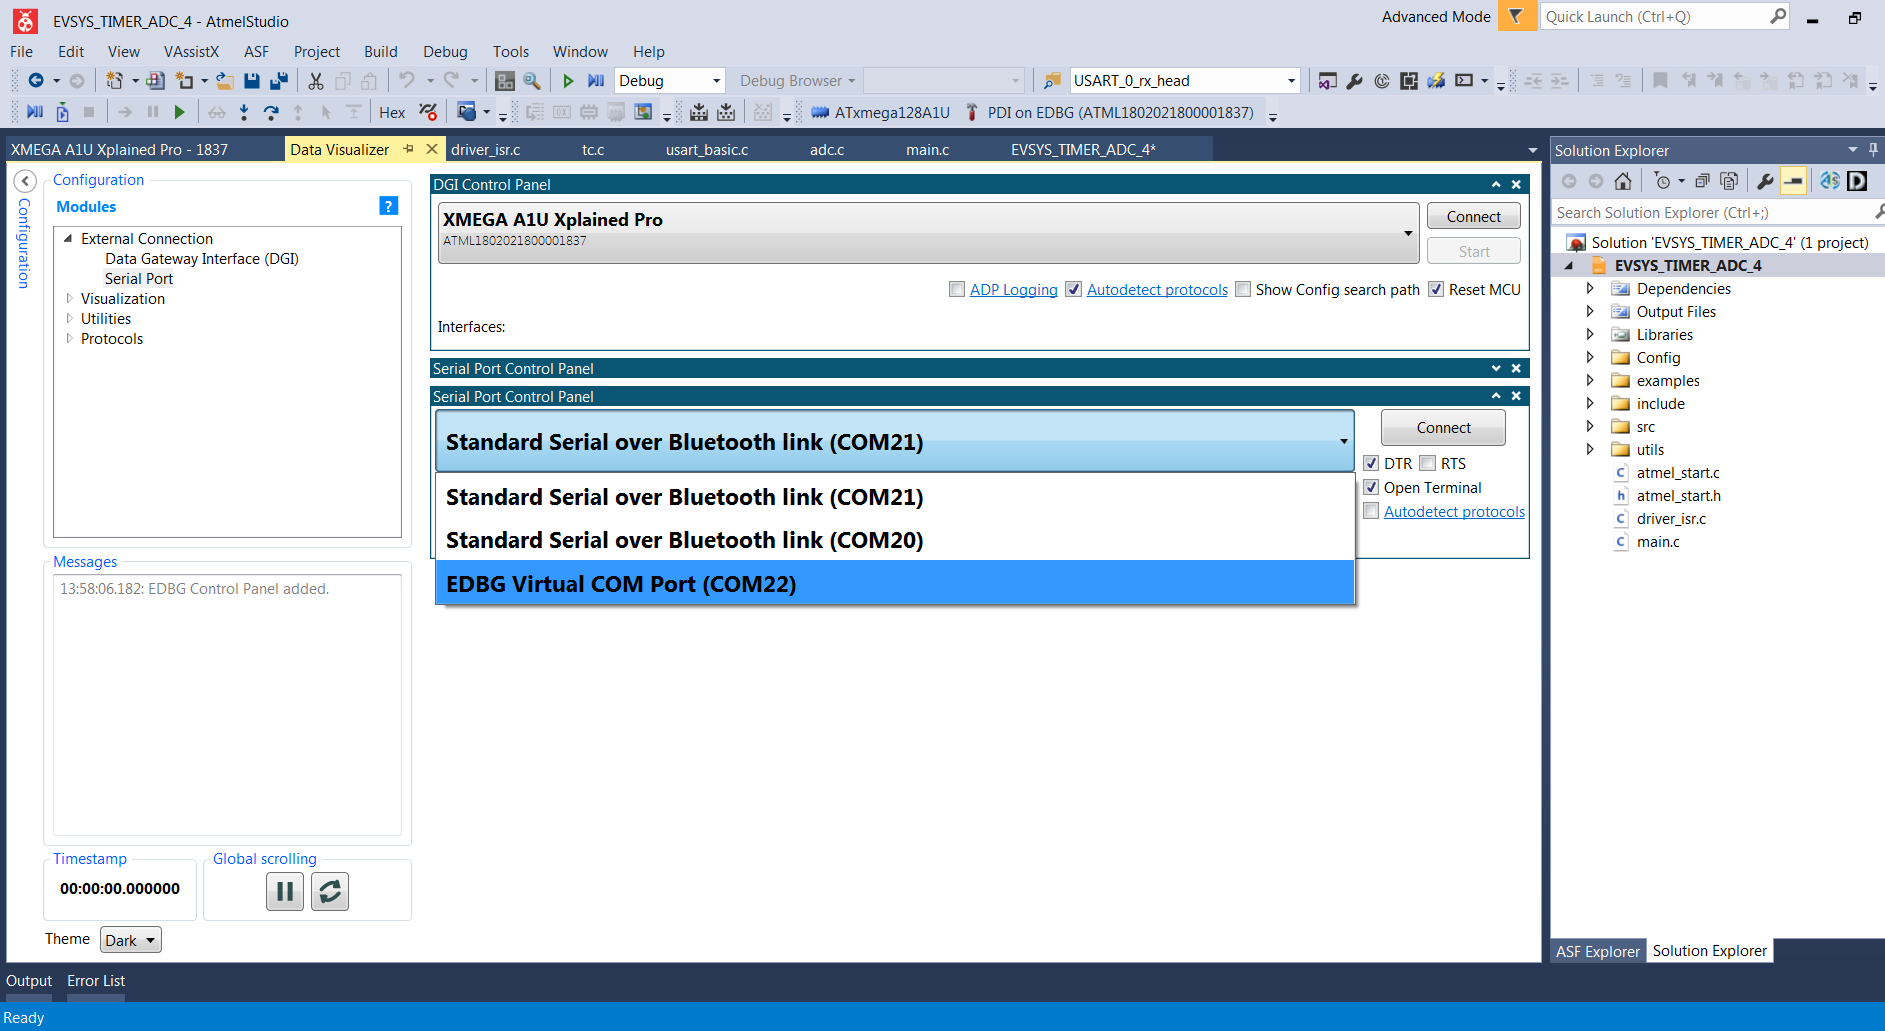 EVSYS_TIMER_ADC_4 - AtmelStudio
Advanced Mode
Quick Launch (Ctrl+Q)
File Edit View VAssistX ASF Project Build Debug Tools Window Help
Debug Debug Browser USART_0_rx_head
Hex ATxmega128A1U PDI on EDBG (ATML1802021800001837)
XMEGA A1U Xplained Pro - 1837 Data Visualizer driver_isr.c tc.c usart_basic.c adc.c main.c EVSYS_TIMER_ADC_4*
Configuration
Configuration
Modules ?
External Connection
Data Gateway Interface (DGI)
Serial Port
Visualization
Utilities
Protocols
Messages
13:58:06.182: EDBG Control Panel added.
Timestamp
00:00:00.000000
Global scrolling
Theme Dark
DGI Control Panel
XMEGA A1U Xplained Pro
ATML1802021800001837
Connect
Start
ADP Logging Autodetect protocols Show Config search path Reset MCU
Interfaces:
Serial Port Control Panel
Serial Port Control Panel
Standard Serial over Bluetooth link (COM21)
Connect
DTR RTS
Open Terminal
Autodetect protocols
Standard Serial over Bluetooth link (COM21)
Standard Serial over Bluetooth link (COM20)
EDBG Virtual COM Port (COM22)
Solution Explorer
Search Solution Explorer (Ctrl+;)
Solution 'EVSYS_TIMER_ADC_4' (1 project)
EVSYS_TIMER_ADC_4
Dependencies
Output Files
Libraries
Config
examples
include
src
utils
atmel_start.c
atmel_start.h
driver_isr.c
main.c
ASF Explorer Solution Explorer
Output Error List
Ready